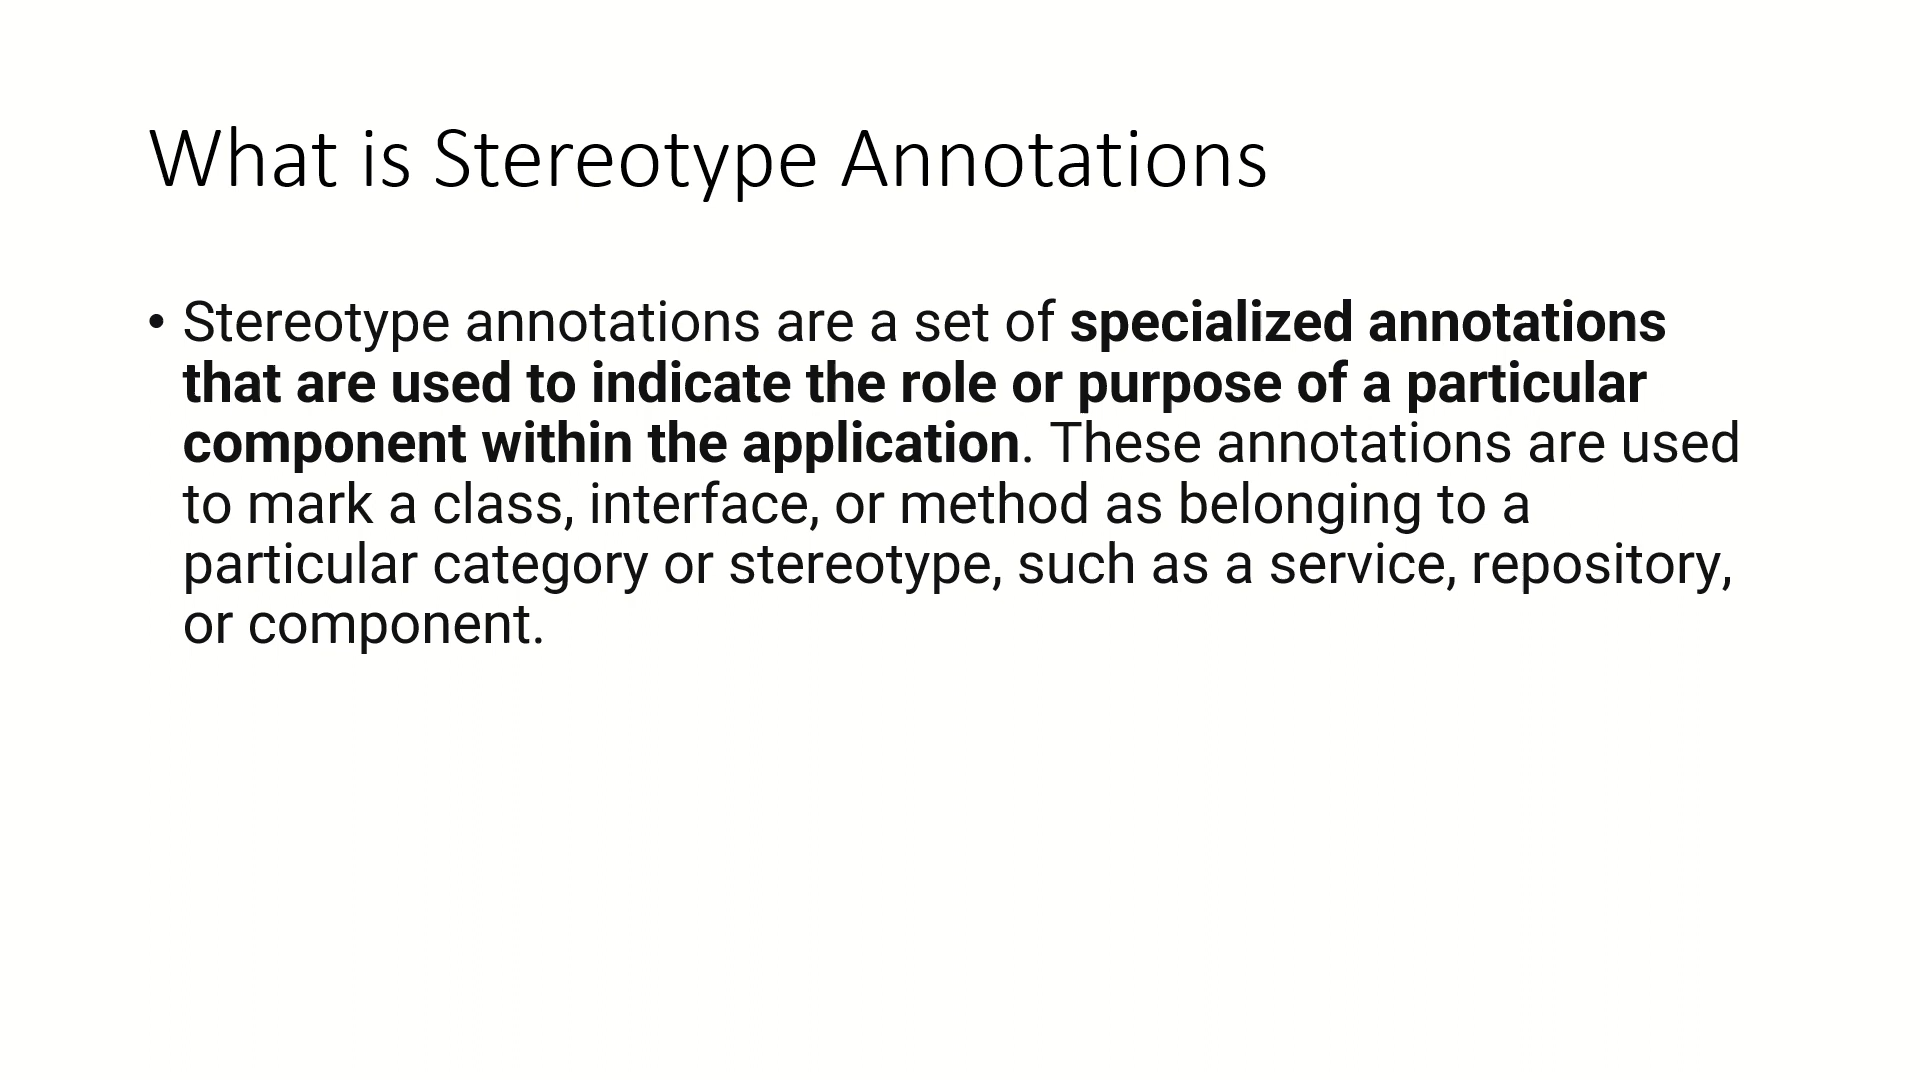 What is Stereotype Annotations
• Stereotype annotations are a set of specialized annotations
that are used to indicate the role or purpose of a particular
component within the application. These annotations are used
to mark a class, interface, or method as belonging to a
particular category or stereotype, such as a service, repository,
or component.